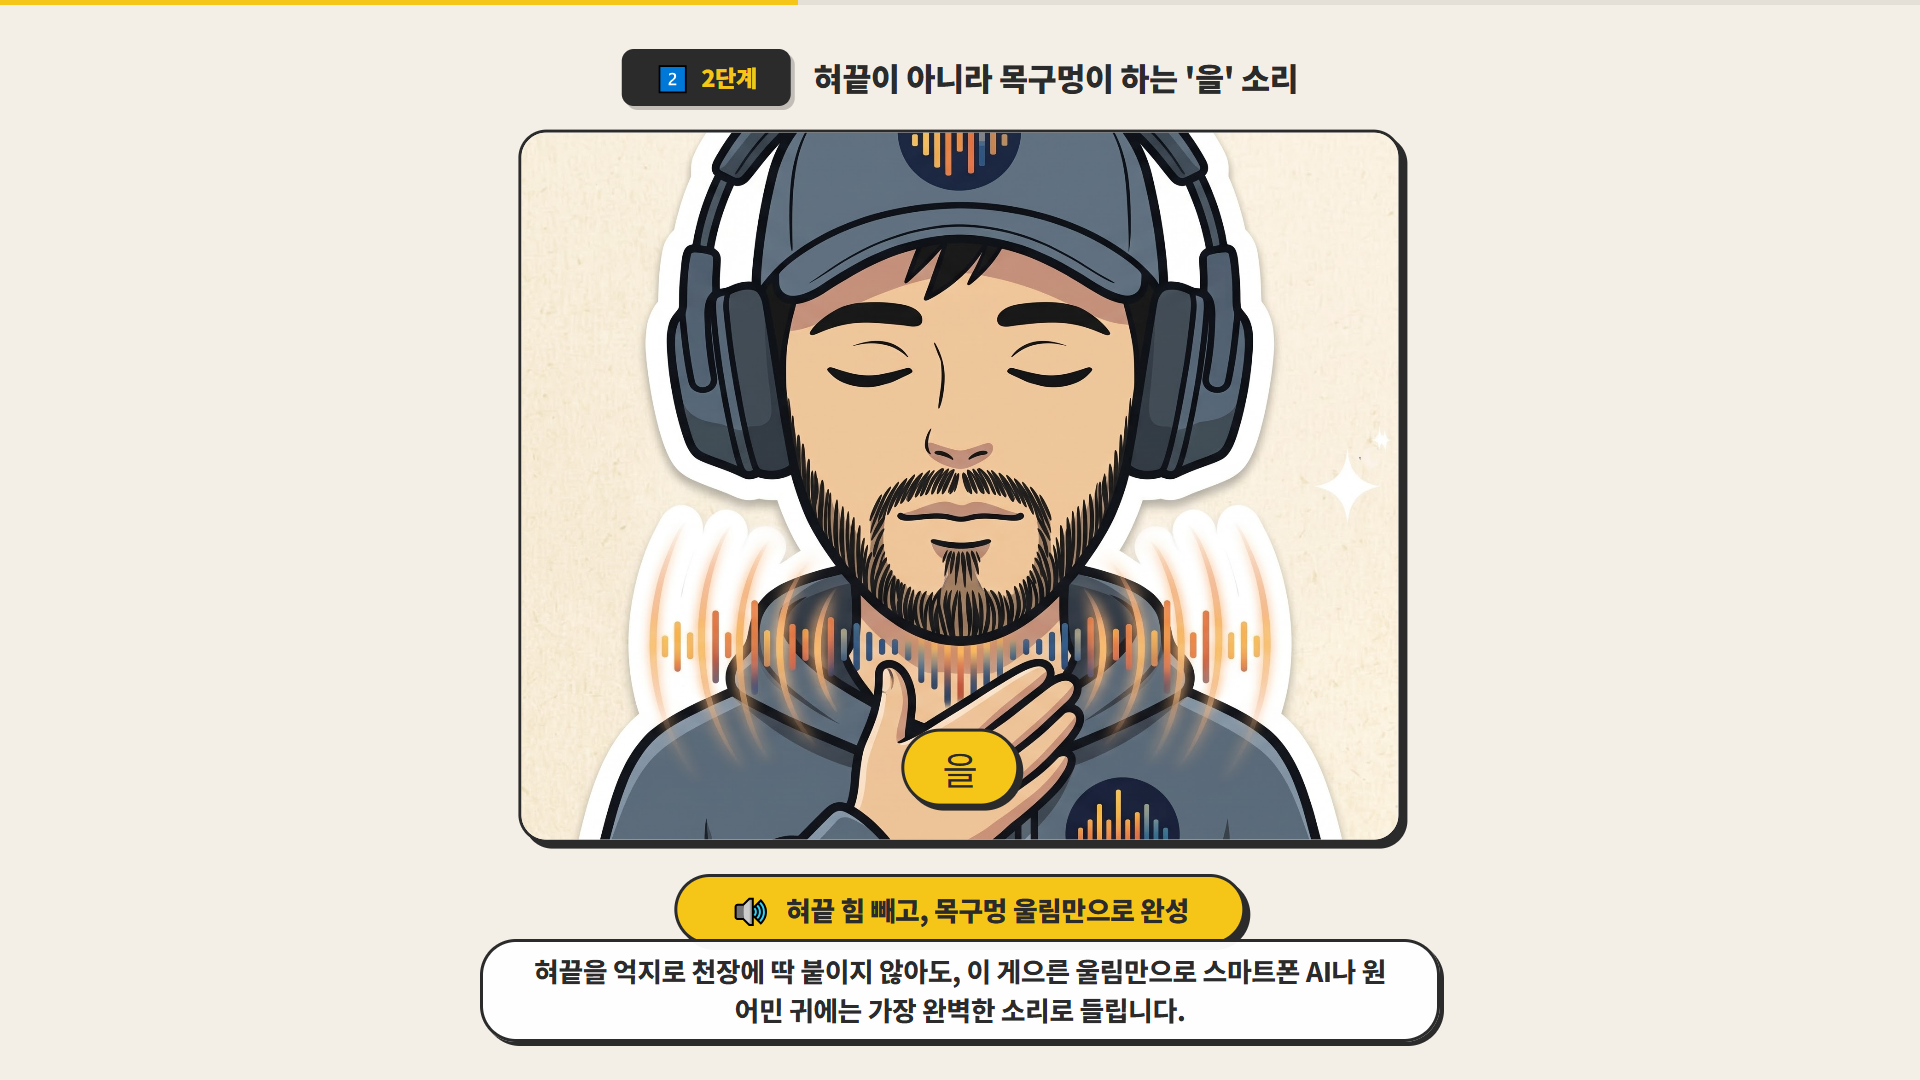 2 2단계
혀끝이 아니라 목구멍이 하는 '을' 소리
을
혀끝 힘 빼고, 목구멍 울림만으로 완성
혀끝을 억지로 천장에 딱 붙이지 않아도, 이 게으른 울림만으로 스마트폰 AI나 원
어민 귀에는 가장 완벽한 소리로 들립니다.